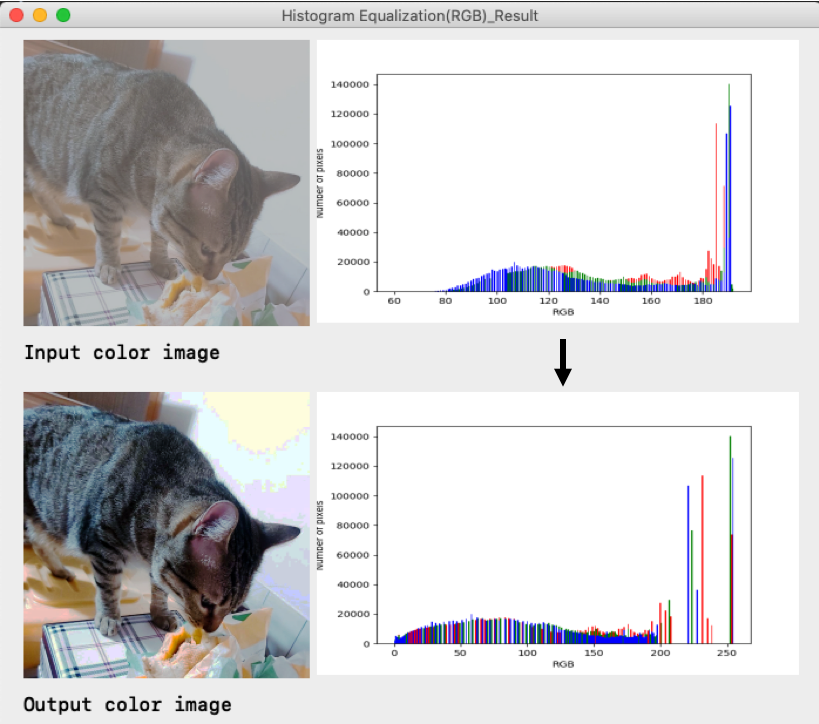 Histogram Equalization(RGB)_Result
140000
120000
100000
80000
60000
40000
20000
0
60 80 100 120 140 160 180
RGB
Number of pixels
Input color image
140000
120000
100000
80000
60000
40000
20000
0
0 50 100 150 200 250
RGB
Number of pixels
Output color image